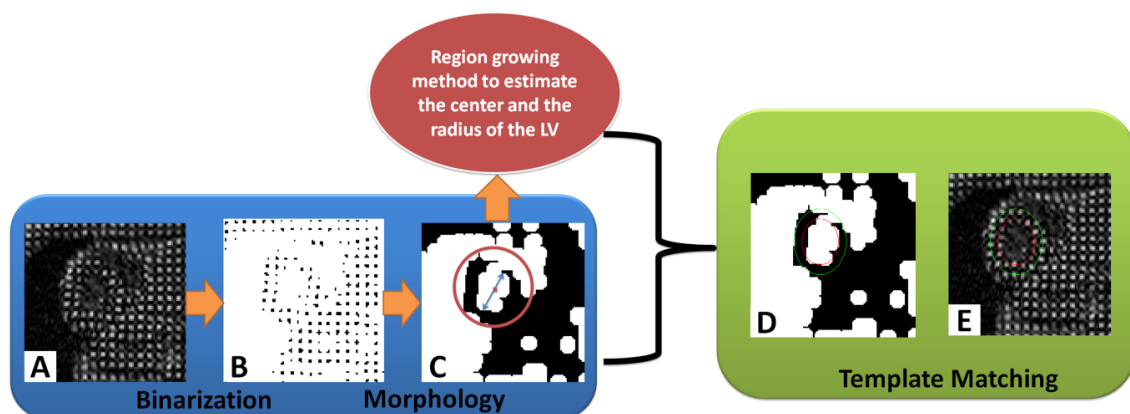 Region growing
method to estimate
the center and the
radius of the LV
A
B
C
D
E
Binarization
Morphology
Template Matching